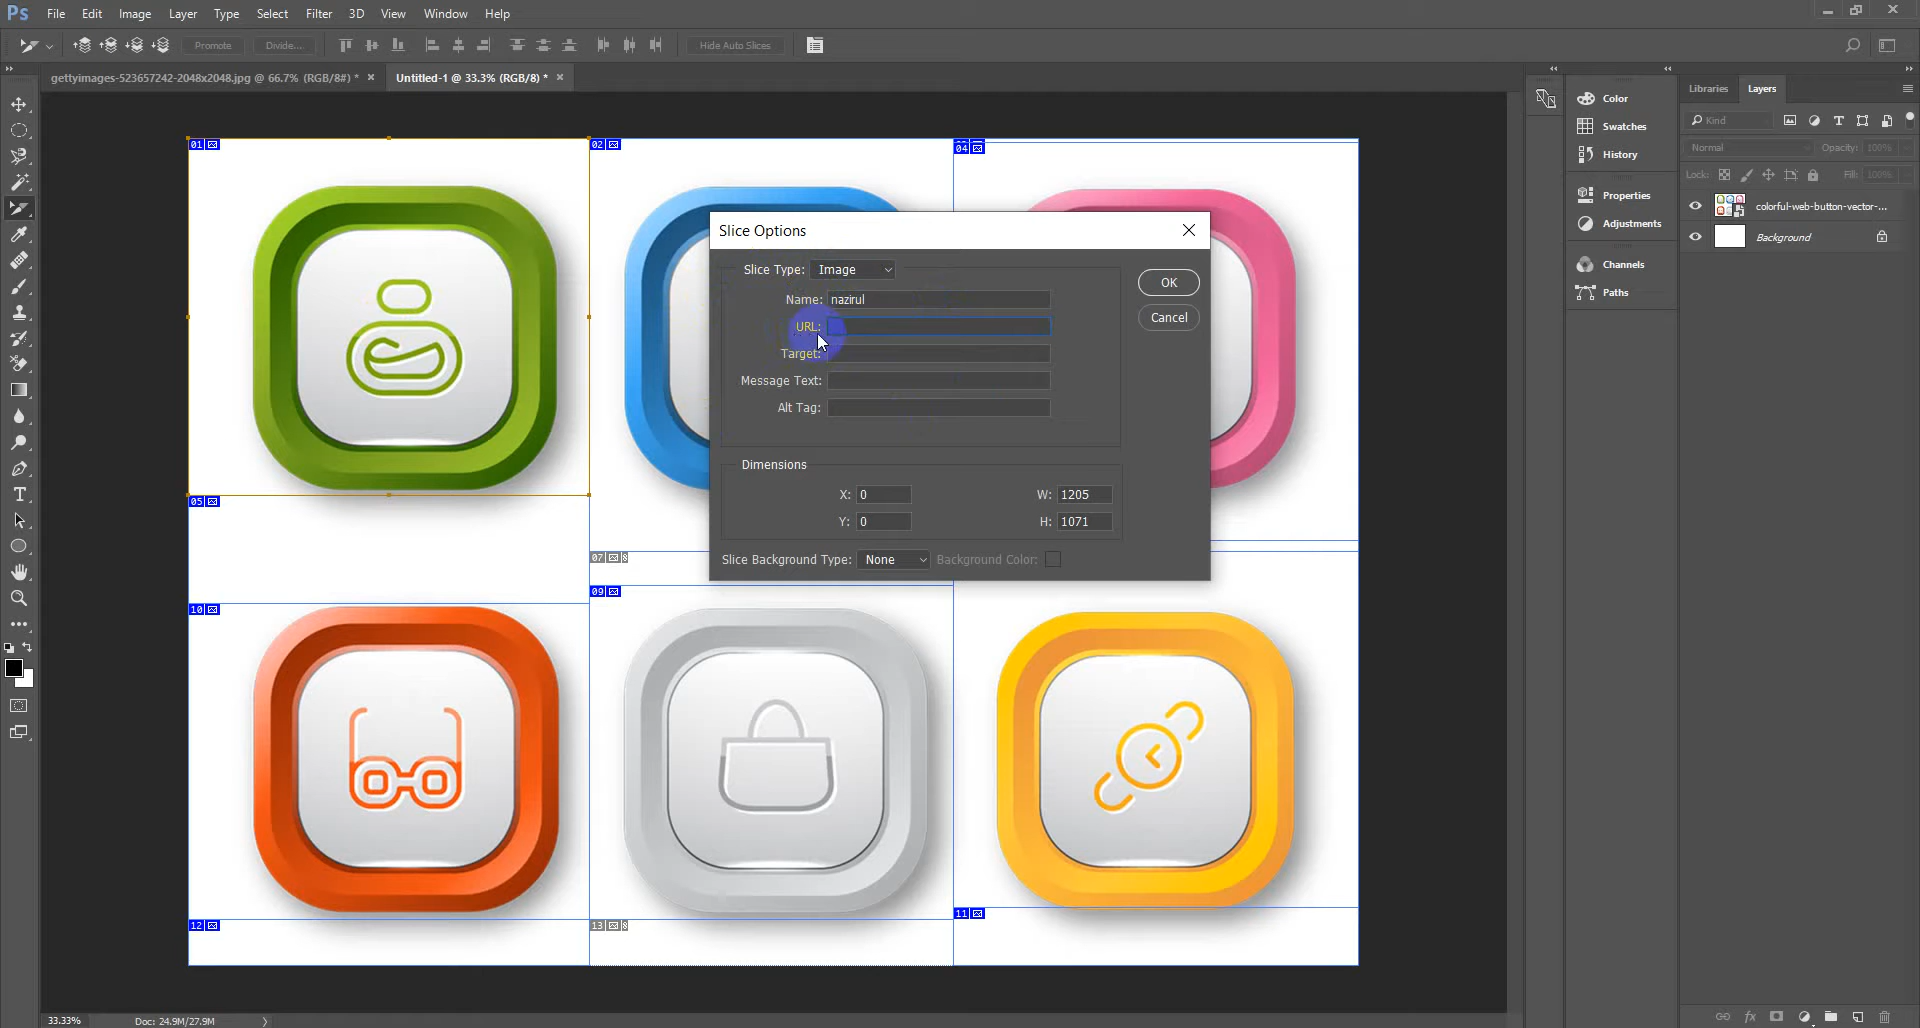 Ps File Edit Image Layer Type Select Filter 3D View Window Help
Promote Divide... Hide Auto Slices
gettyimages-523657242-2048x2048.jpg @ 66.7% (RGB/8#) * Untitled-1 @ 33.3% (RGB/8) *
Color
Swatches
History
Properties
Adjustments
Channels
Paths
Libraries Layers
Kind
Normal Opacity: 100%
Lock: Fill: 100%
colorful-web-button-vector-...
Background
01 02 04
05
07
09
10
11
12
13
Slice Options
Slice Type: Image
Name: nazirul
URL:
Target:
Message Text:
Alt Tag:
OK
Cancel
Dimensions
X: 0 W: 1205
Y: 0 H: 1071
Slice Background Type: None Background Color:
33.33% Doc: 24.9M/27.9M